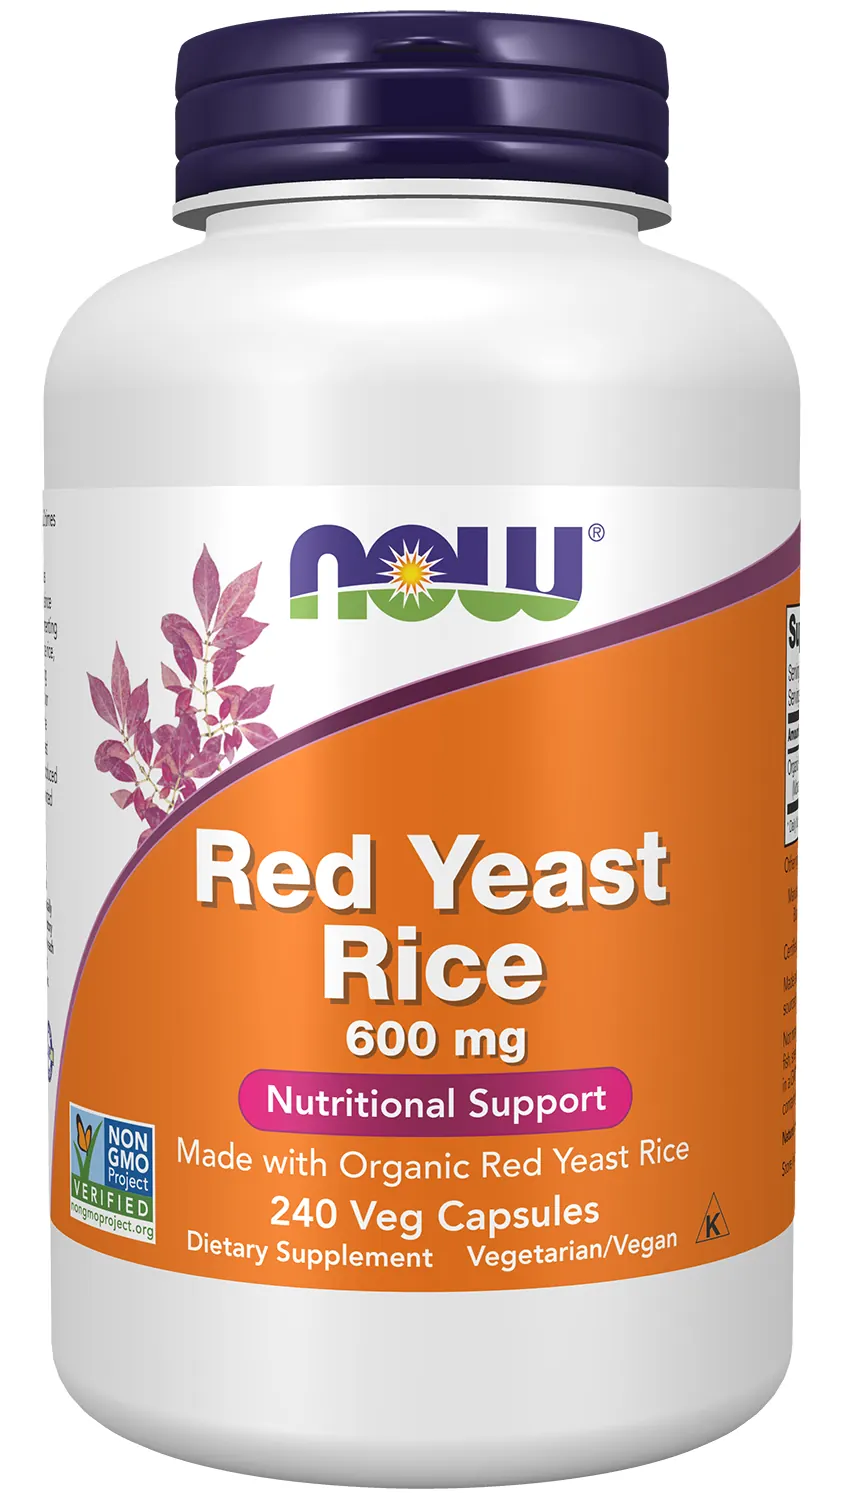 NOW®
Red Yeast
Rice
600 mg
Nutritional Support
Made with Organic Red Yeast Rice
240 Veg Capsules
Dietary Supplement Vegetarian/Vegan
K
NON
GMO
Project
VERIFIED
nongmoproject.org